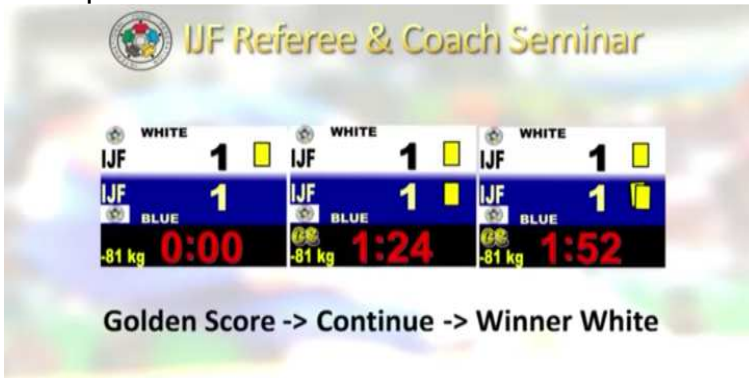 IJF Referee & Coach Seminar
WHITE
IJF 1
IJF 1
BLUE
-81 kg 0:00
WHITE
IJF 1
IJF 1
BLUE
GS
-81 kg 1:24
WHITE
IJF 1
IJF 1
BLUE
GS
-81 kg 1:52
Golden Score -> Continue -> Winner White